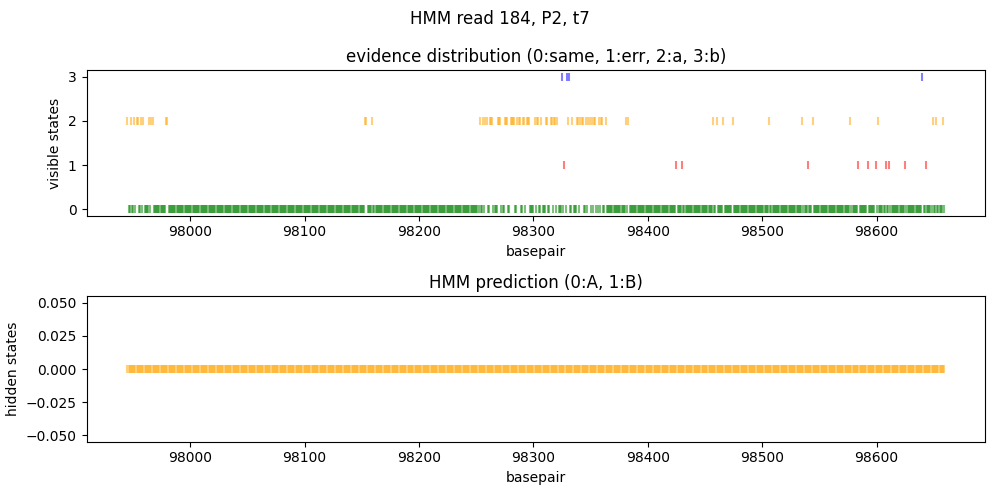 HMM read 184, P2, t7
evidence distribution (0:same, 1:err, 2:a, 3:b)
visible states
3
2
1
0
98000 98100 98200 98300 98400 98500 98600
basepair
HMM prediction (0:A, 1:B)
hidden states
0.050
0.025
0.000
−0.025
−0.050
98000 98100 98200 98300 98400 98500 98600
basepair